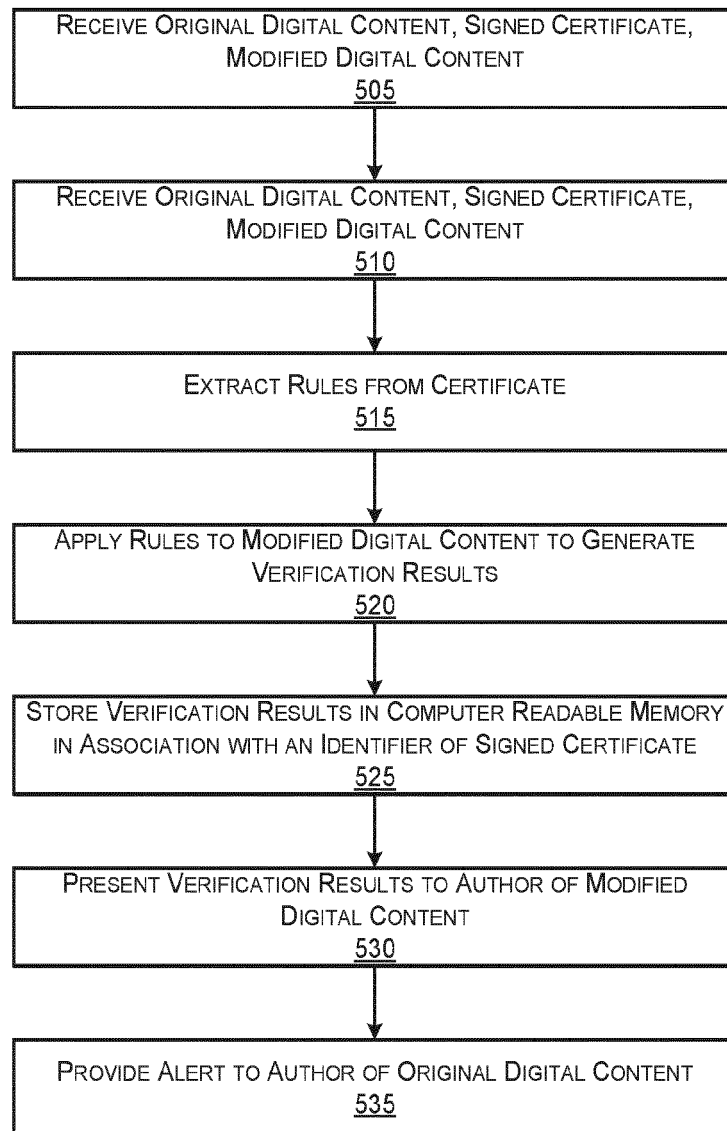 RECEIVE ORIGINAL DIGITAL CONTENT, SIGNED CERTIFICATE,
MODIFIED DIGITAL CONTENT
505
RECEIVE ORIGINAL DIGITAL CONTENT, SIGNED CERTIFICATE,
MODIFIED DIGITAL CONTENT
510
EXTRACT RULES FROM CERTIFICATE
515
APPLY RULES TO MODIFIED DIGITAL CONTENT TO GENERATE
VERIFICATION RESULTS
520
STORE VERIFICATION RESULTS IN COMPUTER READABLE MEMORY
IN ASSOCIATION WITH AN IDENTIFIER OF SIGNED CERTIFICATE
525
PRESENT VERIFICATION RESULTS TO AUTHOR OF MODIFIED
DIGITAL CONTENT
530
PROVIDE ALERT TO AUTHOR OF ORIGINAL DIGITAL CONTENT
535